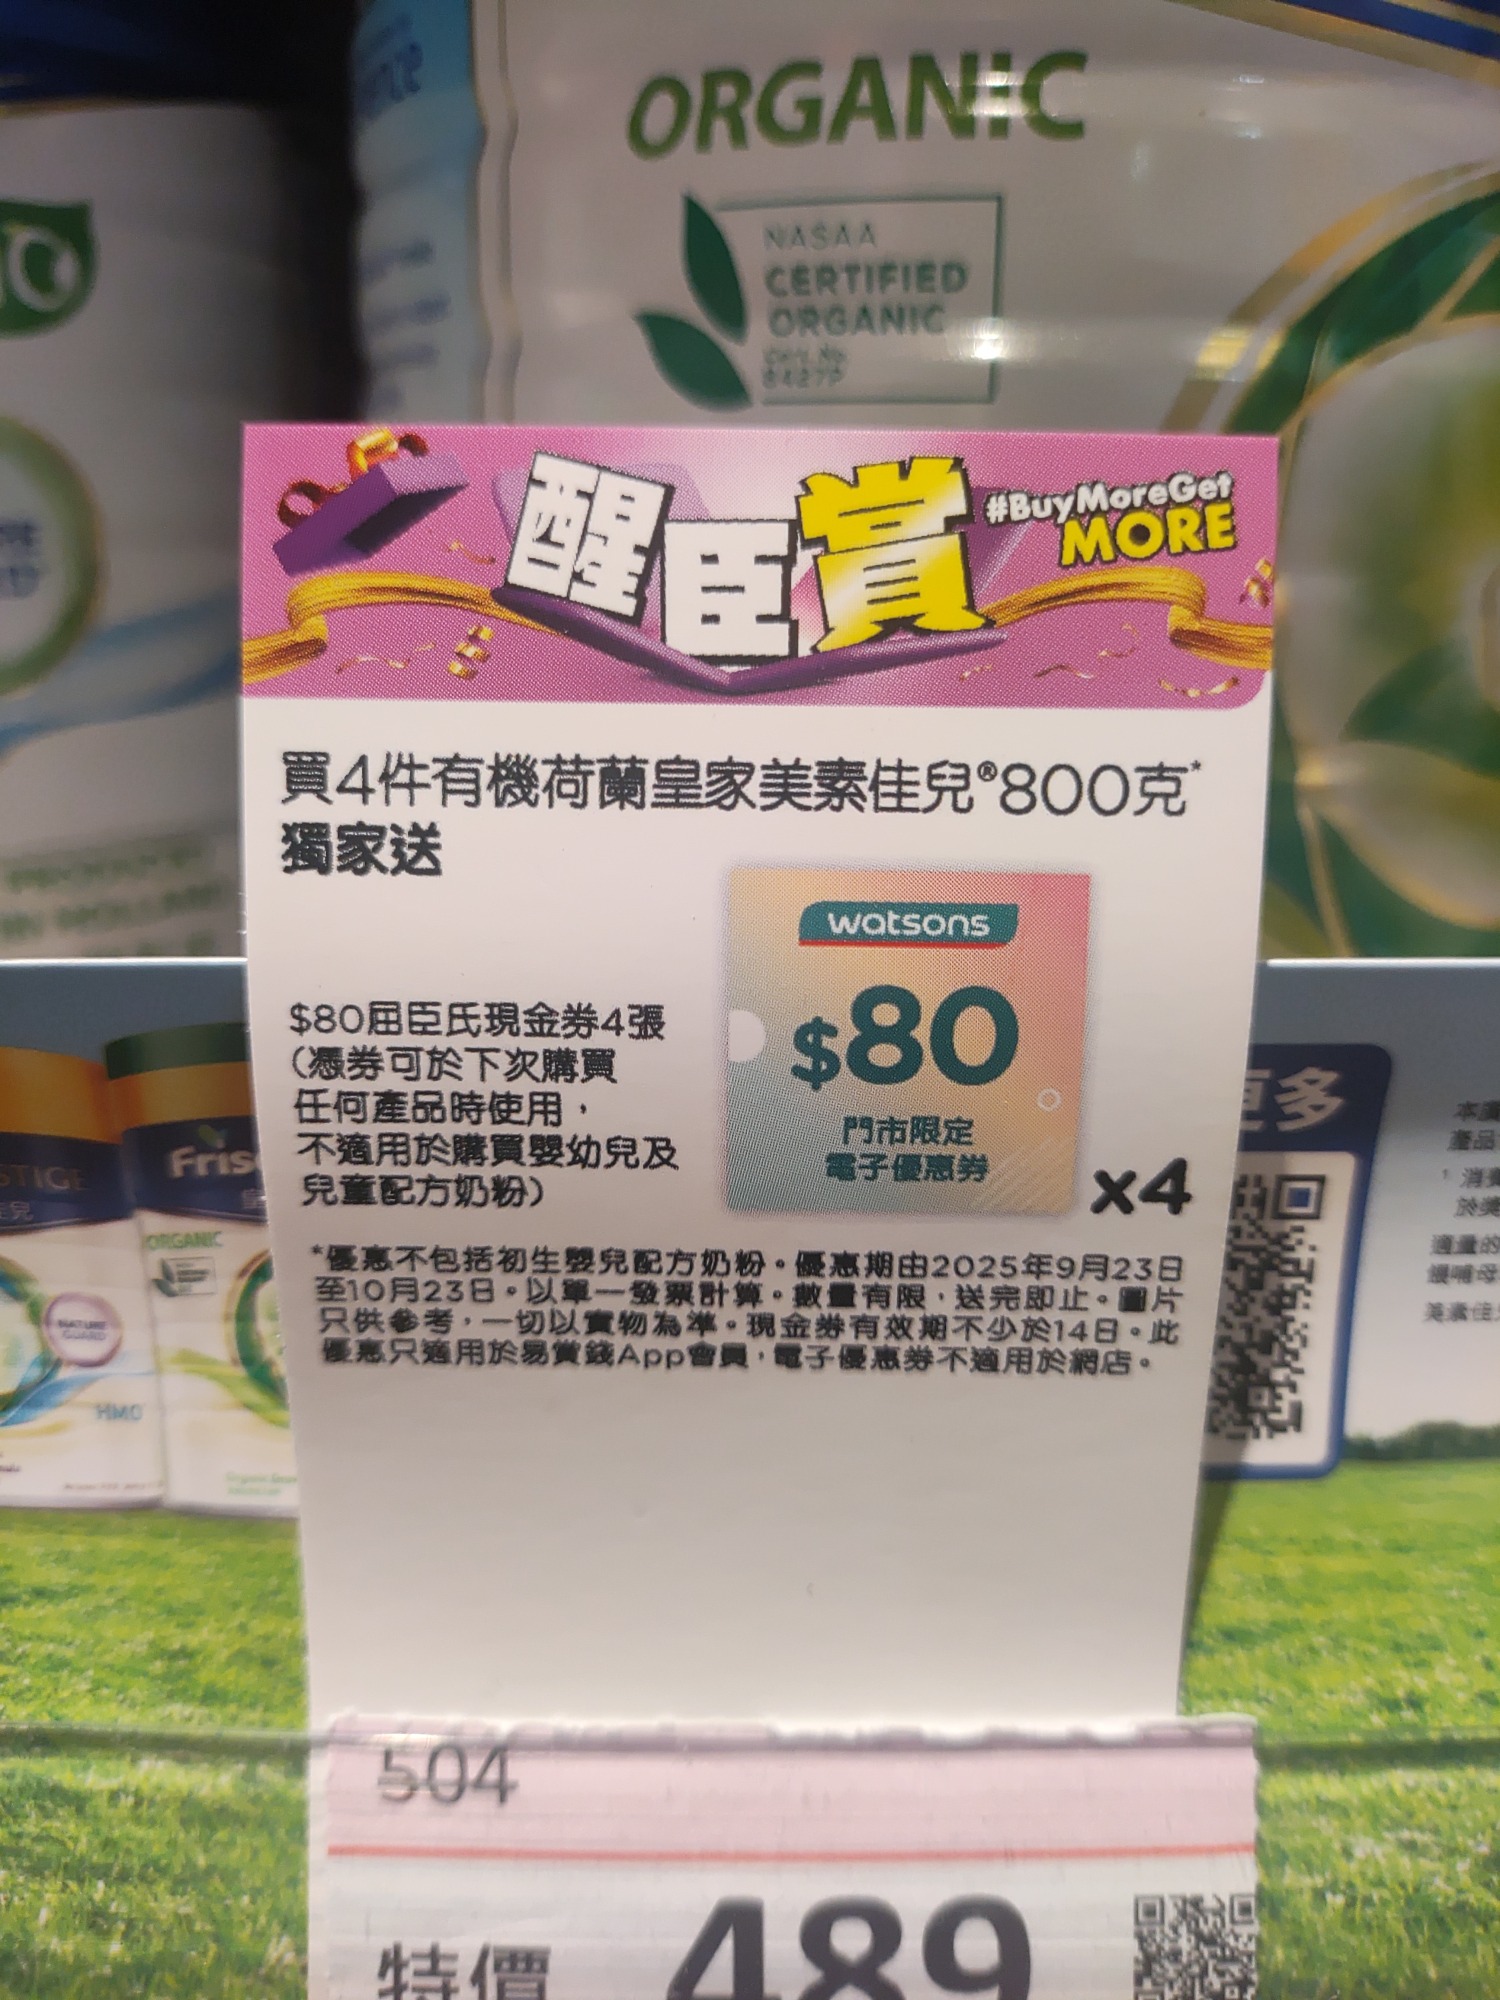 ORGANIC
NASAA
CERTIFIED
ORGANIC
醒臣賞
#BuyMoreGet
MORE
買4件有機荷蘭皇家美素佳兒®800克*
獨家送
watsons
$80
門市限定
電子優惠券
x4
$80屈臣氏現金券4張
(憑券可於下次購買
任何產品時使用,
不適用於購買嬰幼兒及
兒童配方奶粉)
*優惠不包括初生嬰兒配方奶粉。優惠期由2025年9月23日
至10月23日。以單一發票計算。數量有限,送完即止。圖片
只供參考,一切以實物為準。現金券有效期不少於14日。此
優惠只適用於易賞錢App會員,電子優惠券不適用於網店。
更多
STIGE
Fris
ORGANIC
NATURE
GUARD
HMO
504
特價
489